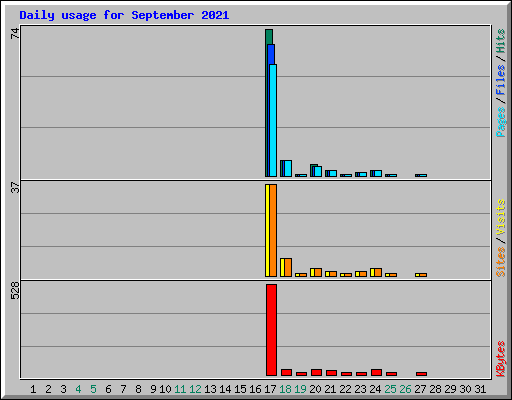 Daily usage for September 2021
74
37
528
Pages / Files / Hits
Sites / Visits
KBytes
1 2 3 4 5 6 7 8 9 10 11 12 13 14 15 16 17 18 19 20 21 22 23 24 25 26 27 28 29 30 31